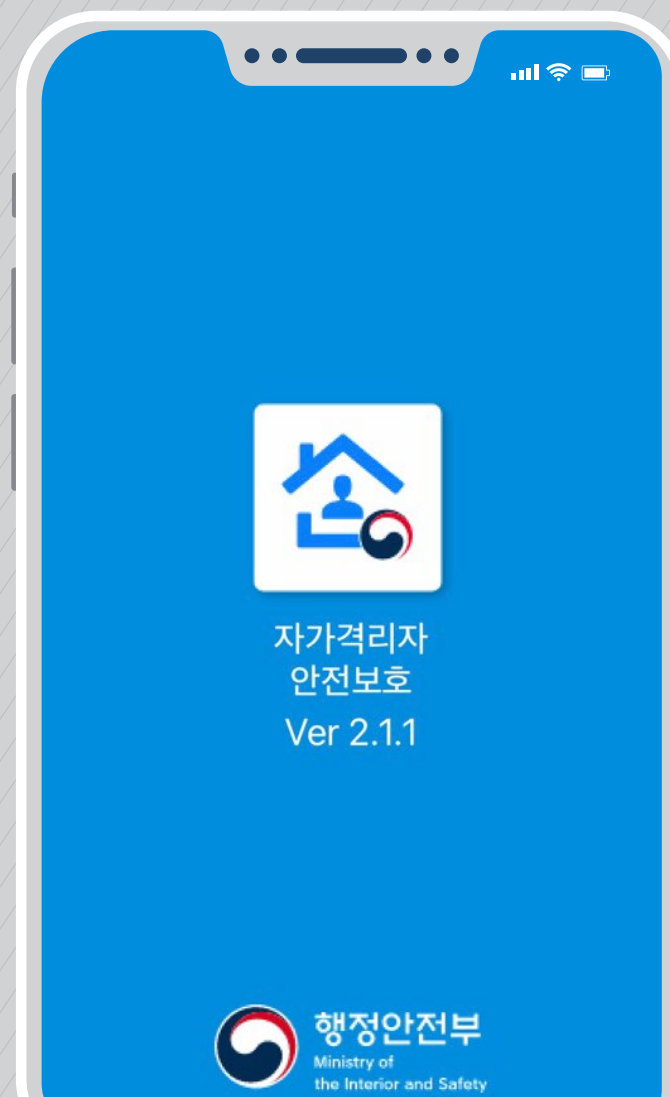 자가격리자
안전보호
Ver 2.1.1
행정안전부
Ministry of
the Interior and Safety